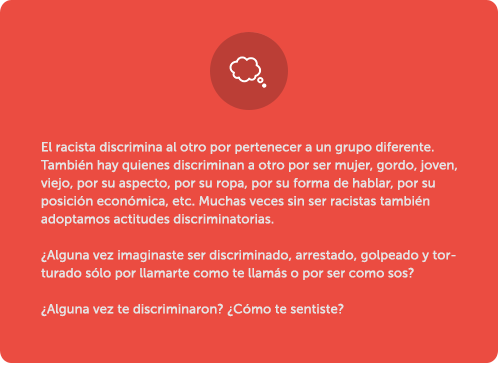 El racista discrimina al otro por pertenecer a un grupo diferente.
También hay quienes discriminan a otro por ser mujer, gordo, joven,
viejo, por su aspecto, por su ropa, por su forma de hablar, por su
posición económica, etc. Muchas veces sin ser racistas también
adoptamos actitudes discriminatorias.
¿Alguna vez imaginaste ser discriminado, arrestado, golpeado y tor-
turado sólo por llamarte como te llamás o por ser como sos?
¿Alguna vez te discriminaron? ¿Cómo te sentiste?